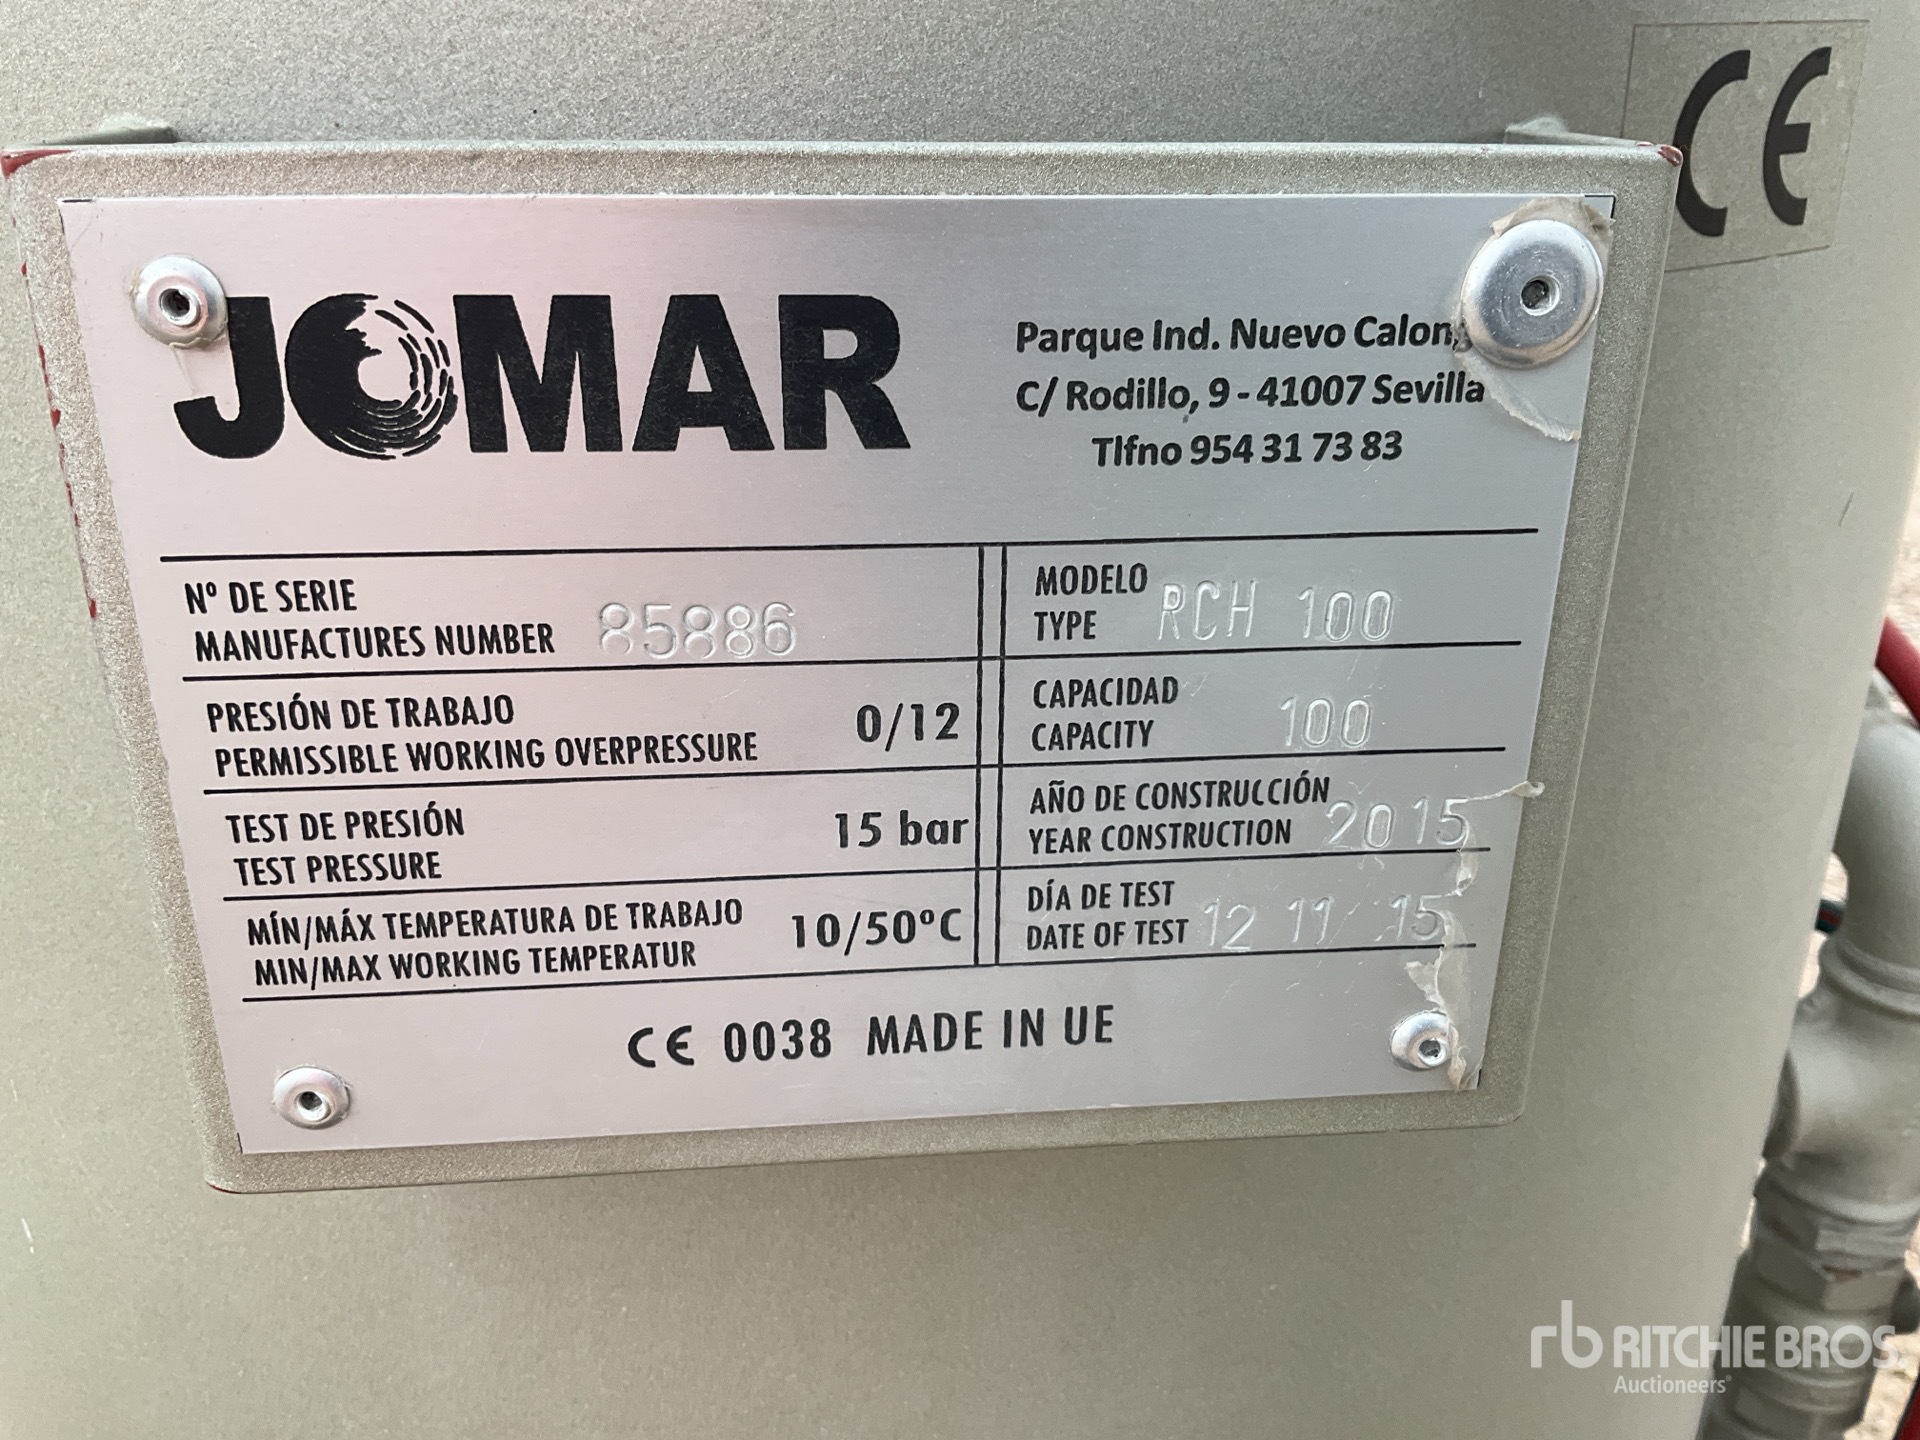 CE
JOMAR
Parque Ind. Nuevo
C/ Rodillo, 9 - 41007 Sevilla
Tlfno 954 31 73 83
Nº DE SERIE
MANUFACTURES NUMBER 85886
MODELO
TYPE RCH 100
PRESIÓN DE TRABAJO
PERMISSIBLE WORKING OVERPRESSURE 0/12
CAPACIDAD
CAPACITY 100
TEST DE PRESIÓN
TEST PRESSURE 15 bar
AÑO DE CONSTRUCCIÓN
YEAR CONSTRUCTION 2015
MÍN/MÁX TEMPERATURA DE TRABAJO
MIN/MAX WORKING TEMPERATUR 10/50ºC
DÍA DE TEST
DATE OF TEST 12 11 15
CE 0038 MADE IN UE
rb RITCHIE BROS.
Auctioneers